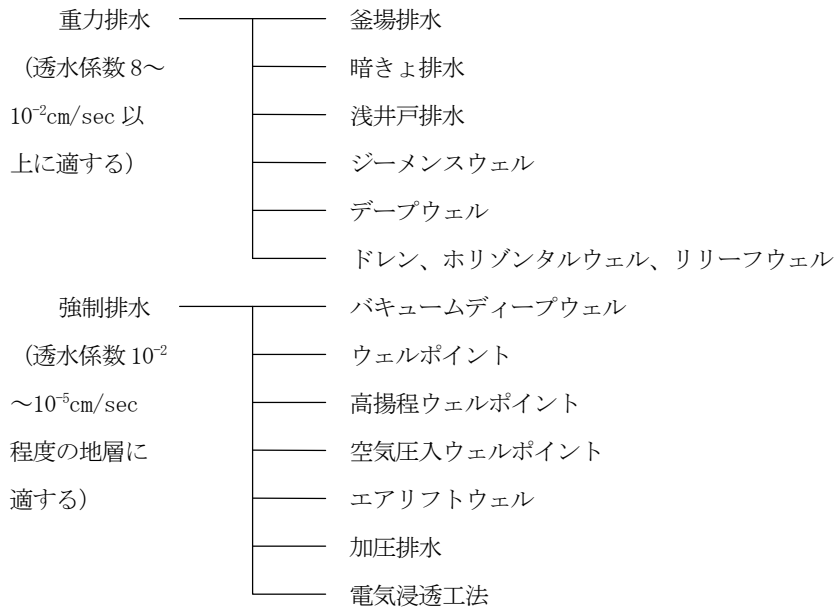 重力排水 釜場排水
（透水係数 8～ 暗きょ排水
10⁻²cm/sec 以 浅井戸排水
上に適する） ジーメンスウェル
デープウェル
ドレン、ホリゾンタルウェル、リリーフウェル
強制排水 バキュームディープウェル
（透水係数 10⁻² ウェルポイント
～10⁻⁵cm/sec 高揚程ウェルポイント
程度の地層に 空気圧入ウェルポイント
適する） エアリフトウェル
加圧排水
電気浸透工法